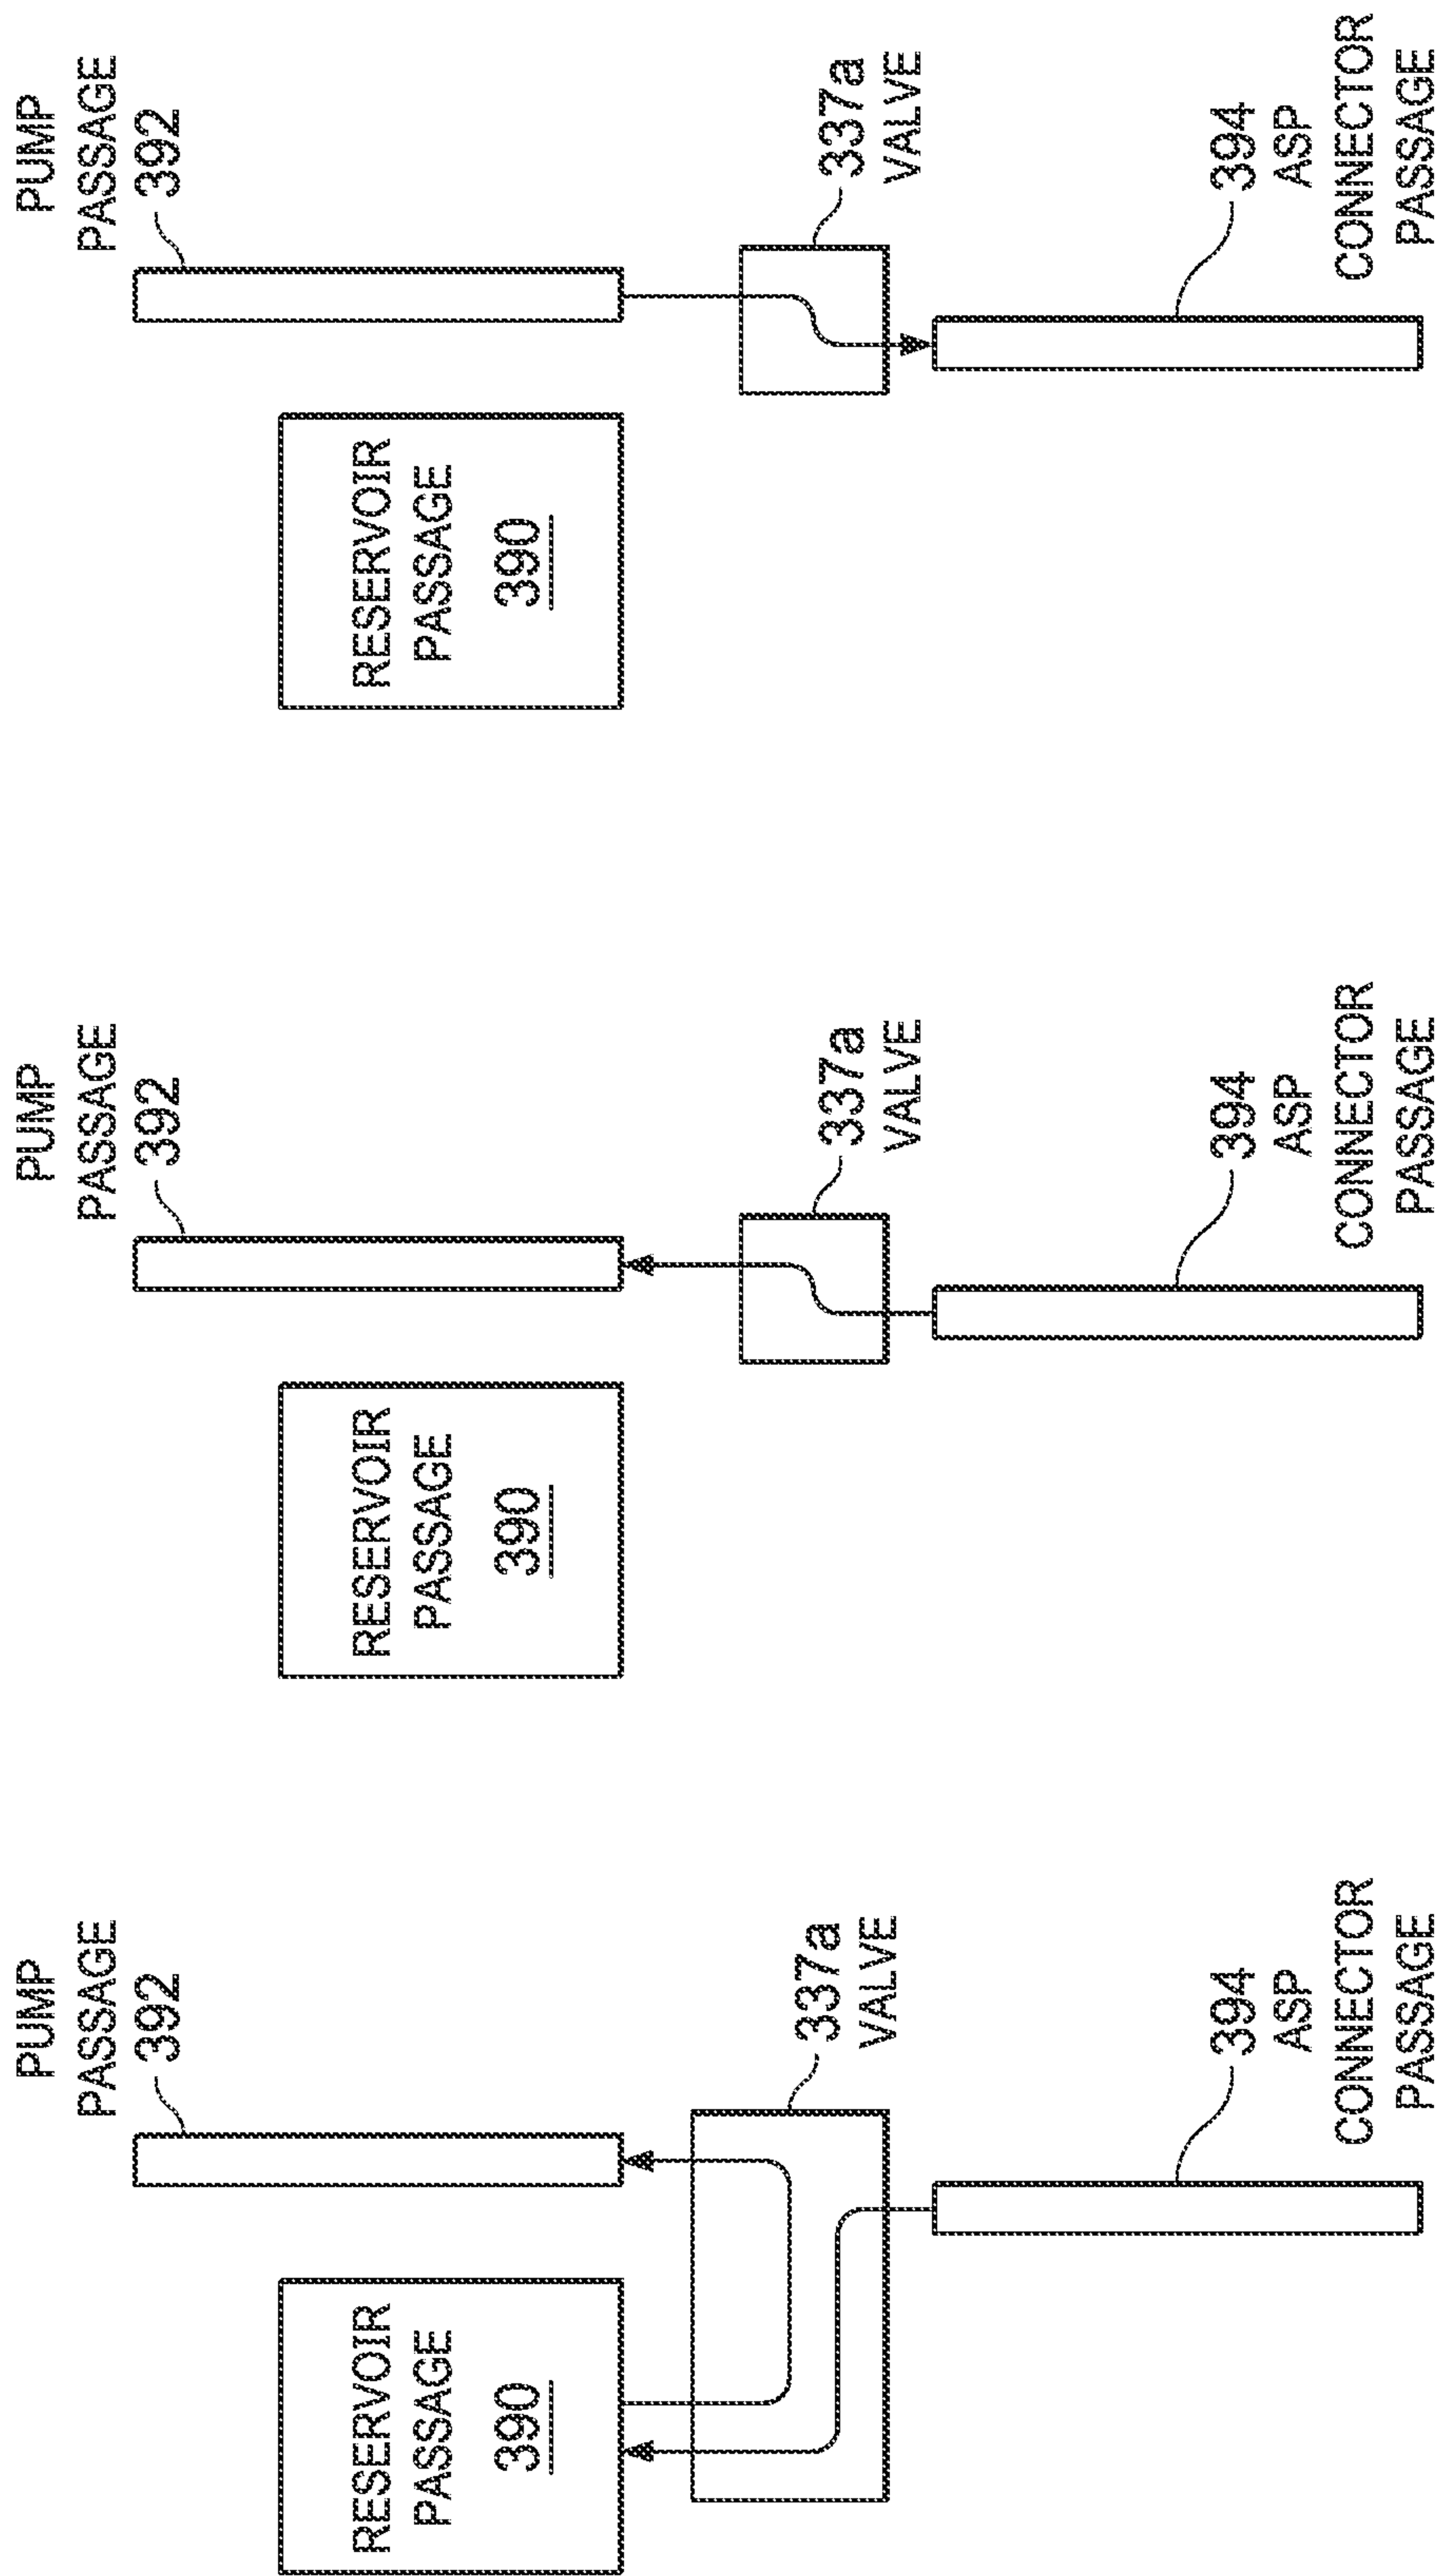 RESERVOIR
PASSAGE
390
PUMP
PASSAGE
392
337a
VALVE
394
ASP
CONNECTOR
PASSAGE
RESERVOIR
PASSAGE
390
PUMP
PASSAGE
392
337a
VALVE
394
ASP
CONNECTOR
PASSAGE
RESERVOIR
PASSAGE
390
PUMP
PASSAGE
392
337a
VALVE
394
ASP
CONNECTOR
PASSAGE